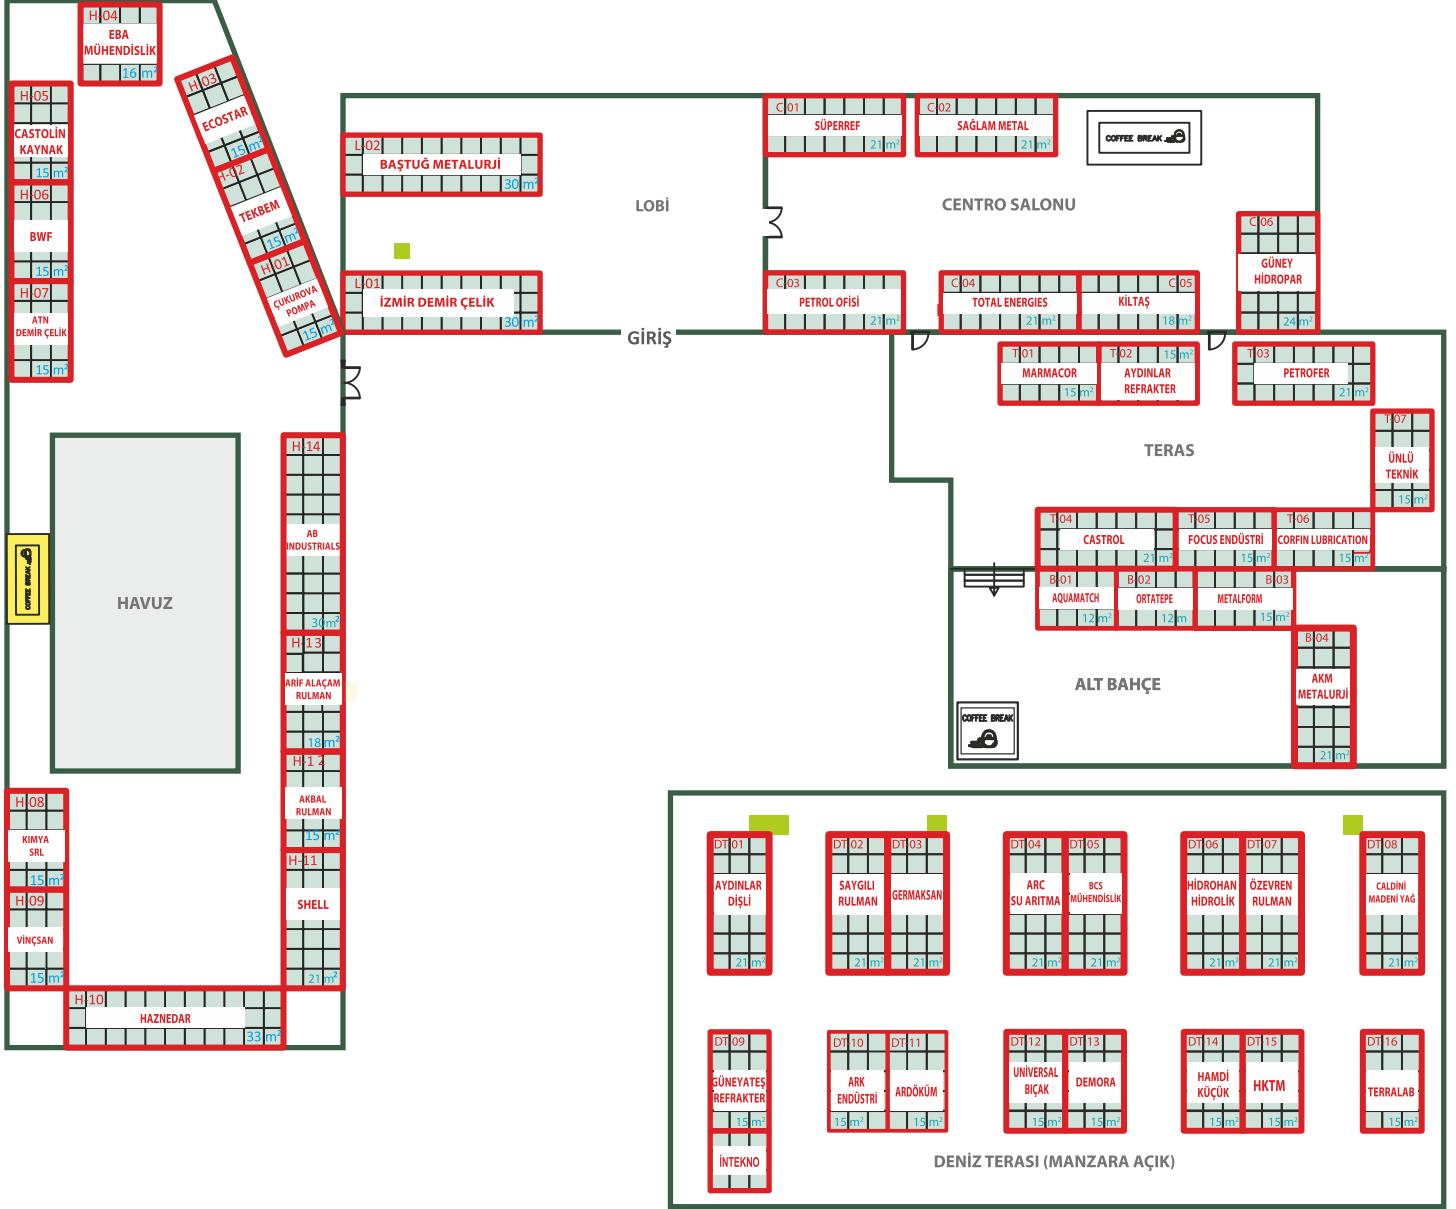 H-04
EBA
MÜHENDİSLİK
16 m²
H-03
ECOSTAR
15 m²
H-02
TEKBEM
15 m²
H-01
ÇUKUROVA
POMPA
15 m²
H-05
CASTOLİN
KAYNAK
15 m²
H-06
BWF
15 m²
H-07
ATN
DEMİR ÇELİK
15 m²
L-02
BAŞTUĞ METALURJİ
30 m²
LOBİ
L-01
İZMİR DEMİR ÇELİK
30 m²
GİRİŞ
C-01
SÜPERREF
21 m²
C-02
SAĞLAM METAL
21 m²
COFFEE BREAK
CENTRO SALONU
C-03
PETROL OFİSİ
21 m²
C-04
TOTAL ENERGIES
21 m²
C-05
KİLTAŞ
18 m²
C-06
GÜNEY
HİDROPAR
24 m²
T-01
MARMACOR
15 m²
T-02
15 m²
AYDINLAR
REFRAKTER
T-03
PETROFER
21 m²
TERAS
T-07
ÜNLÜ
TEKNİK
15 m²
T-04
CASTROL
21 m²
T-05
FOCUS ENDÜSTRİ
15 m²
T-06
CORFIN LUBRICATION
15 m²
B-01
AQUAMATCH
12 m²
B-02
ORTATEPE
12 m
B-03
METALFORM
15 m²
B-04
AKM
METALURJİ
21 m²
ALT BAHÇE
COFFEE BREAK
HAVUZ
COFFEE BREAK
H-14
AB
INDUSTRIALS
30m²
H-13
ARİF ALAÇAM
RULMAN
18 m²
H-12
AKBAL
RULMAN
15 m²
H-11
SHELL
21 m²
H-08
KIMYA
SRL
15 m²
H-09
VİNÇSAN
15 m²
H-10
HAZNEDAR
33 m²
DT-01
AYDINLAR
DİŞLİ
21 m²
DT-02
SAYGILI
RULMAN
21 m²
DT-03
GERMAKSAN
21 m²
DT-04
ARC
SU ARITMA
21 m²
DT-05
BCS
MÜHENDİSLİK
21 m²
DT-06
HİDROHAN
HİDROLİK
21 m²
DT-07
ÖZEVREN
RULMAN
21 m²
DT-08
CALDİNİ
MADENİ YAĞ
21 m²
DT-09
GÜNEYATEŞ
REFRAKTER
15 m²
İNTEKNO
DT-10
ARK
ENDÜSTRİ
15 m²
DT-11
ARDÖKÜM
15 m²
DT-12
UNİVERSAL
BIÇAK
15 m²
DT-13
DEMORA
15 m²
DT-14
HAMDİ
KÜÇÜK
15 m²
DT-15
HKTM
15 m²
DT-16
TERRALAB
15 m²
DENİZ TERASI (MANZARA AÇIK)